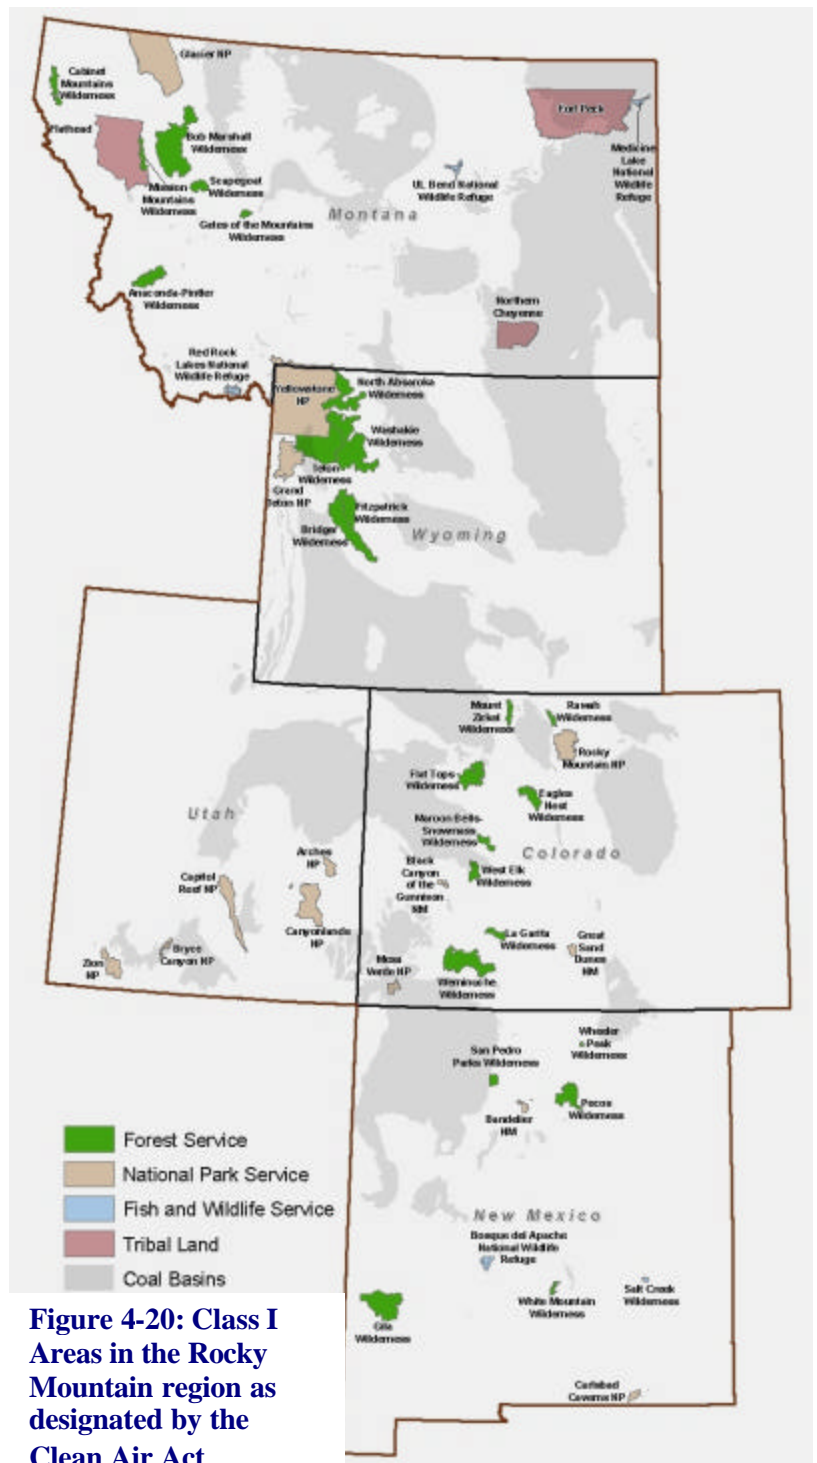 Glacier NP
Cabinet
Mountains
Wilderness
Fort Peck
Flathead
Bob Marshall
Wilderness
Medicine
Lake
National
Wildlife
Refuge
Mission
Mountains
Wilderness
Scapegoat
Wilderness
UL Bend National
Wildlife Refuge
Gates of the Mountains
Wilderness
Montana
Anaconda-Pintler
Wilderness
Northern
Cheyenne
Red Rock
Lakes National
Wildlife Refuge
Yellowstone
NP
North Absaroka
Wilderness
Washakie
Wilderness
Teton
Wilderness
Grand
Teton NP
Fitzpatrick
Wilderness
Bridger
Wilderness
Wyoming
Mount
Zirkel
Wilderness
Rawah
Wilderness
Rocky
Mountain NP
Flat Tops
Wilderness
Eagles
Nest
Wilderness
Utah
Maroon Bells-
Snowmass
Wilderness
Colorado
Arches
NP
Black
Canyon
of the
Gunnison
NM
West Elk
Wilderness
Capitol
Reef NP
Canyonlands
NP
La Garita
Wilderness
Great
Sand
Dunes
NM
Bryce
Canyon NP
Zion
NP
Mesa
Verde NP
Weminuche
Wilderness
Wheeler
Peak
Wilderness
San Pedro
Parks Wilderness
Pecos
Wilderness
Bandelier
NM
Forest Service
National Park Service
Fish and Wildlife Service
Tribal Land
Coal Basins
New Mexico
Bosque del Apache
National Wildlife
Refuge
White Mountain
Wilderness
Salt Creek
Wilderness
Gila
Wilderness
Carlsbad
Caverns NP
Figure 4-20: Class I
Areas in the Rocky
Mountain region as
designated by the
Clean Air Act